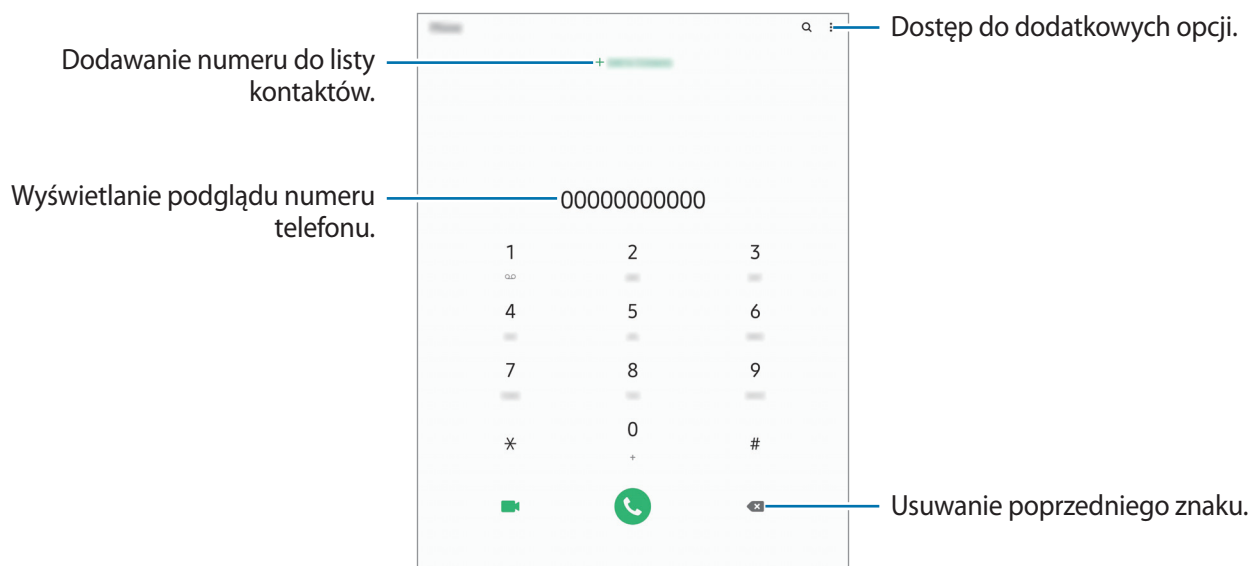 Dostęp do dodatkowych opcji.
Dodawanie numeru do listy
kontaktów.
+
Wyświetlanie podglądu numeru
telefonu.
00000000000
1 2 3
4 5 6
7 8 9
* 0 #
+
Usuwanie poprzedniego znaku.